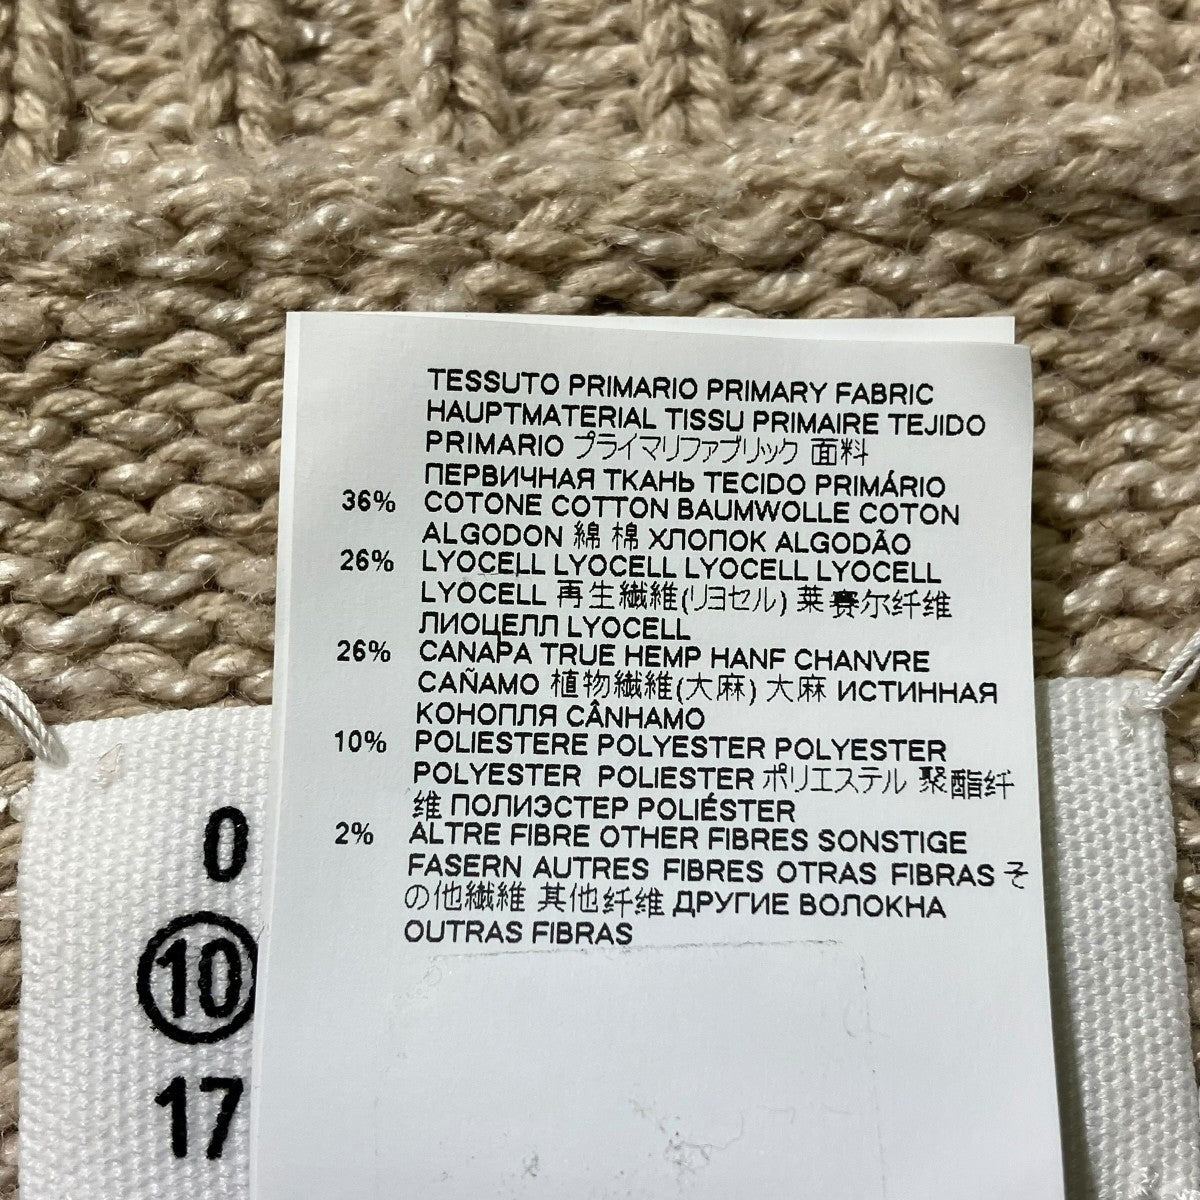 TESSUTO PRIMARIO PRIMARY FABRIC
HAUPTMATERIAL TISSU PRIMAIRE TEJIDO
PRIMARIO プライマリファブリック 面料
ПЕРВИЧНАЯ ТКАНЬ TECIDO PRIMÁRIO
36% COTONE COTTON BAUMWOLLE COTON
ALGODON 綿 棉 ХЛОПОК ALGODÃO
26% LYOCELL LYOCELL LYOCELL LYOCELL
LYOCELL 再生繊維(リヨセル) 莱赛尔纤维
ЛИОЦЕЛЛ LYOCELL
26% CANAPA TRUE HEMP HANF CHANVRE
CAÑAMO 植物繊維(大麻) 大麻 ИСТИННАЯ
КОНОПЛЯ CÂNHAMO
10% POLIESTERE POLYESTER POLYESTER
POLYESTER POLIESTER ポリエステル 聚酯纤
维 ПОЛИЭСТЕР POLIÉSTER
2% ALTRE FIBRE OTHER FIBRES SONSTIGE
FASERN AUTRES FIBRES OTRAS FIBRAS そ
の他繊維 其他纤维 ДРУГИЕ ВОЛОКНА
OUTRAS FIBRAS
0
10
17